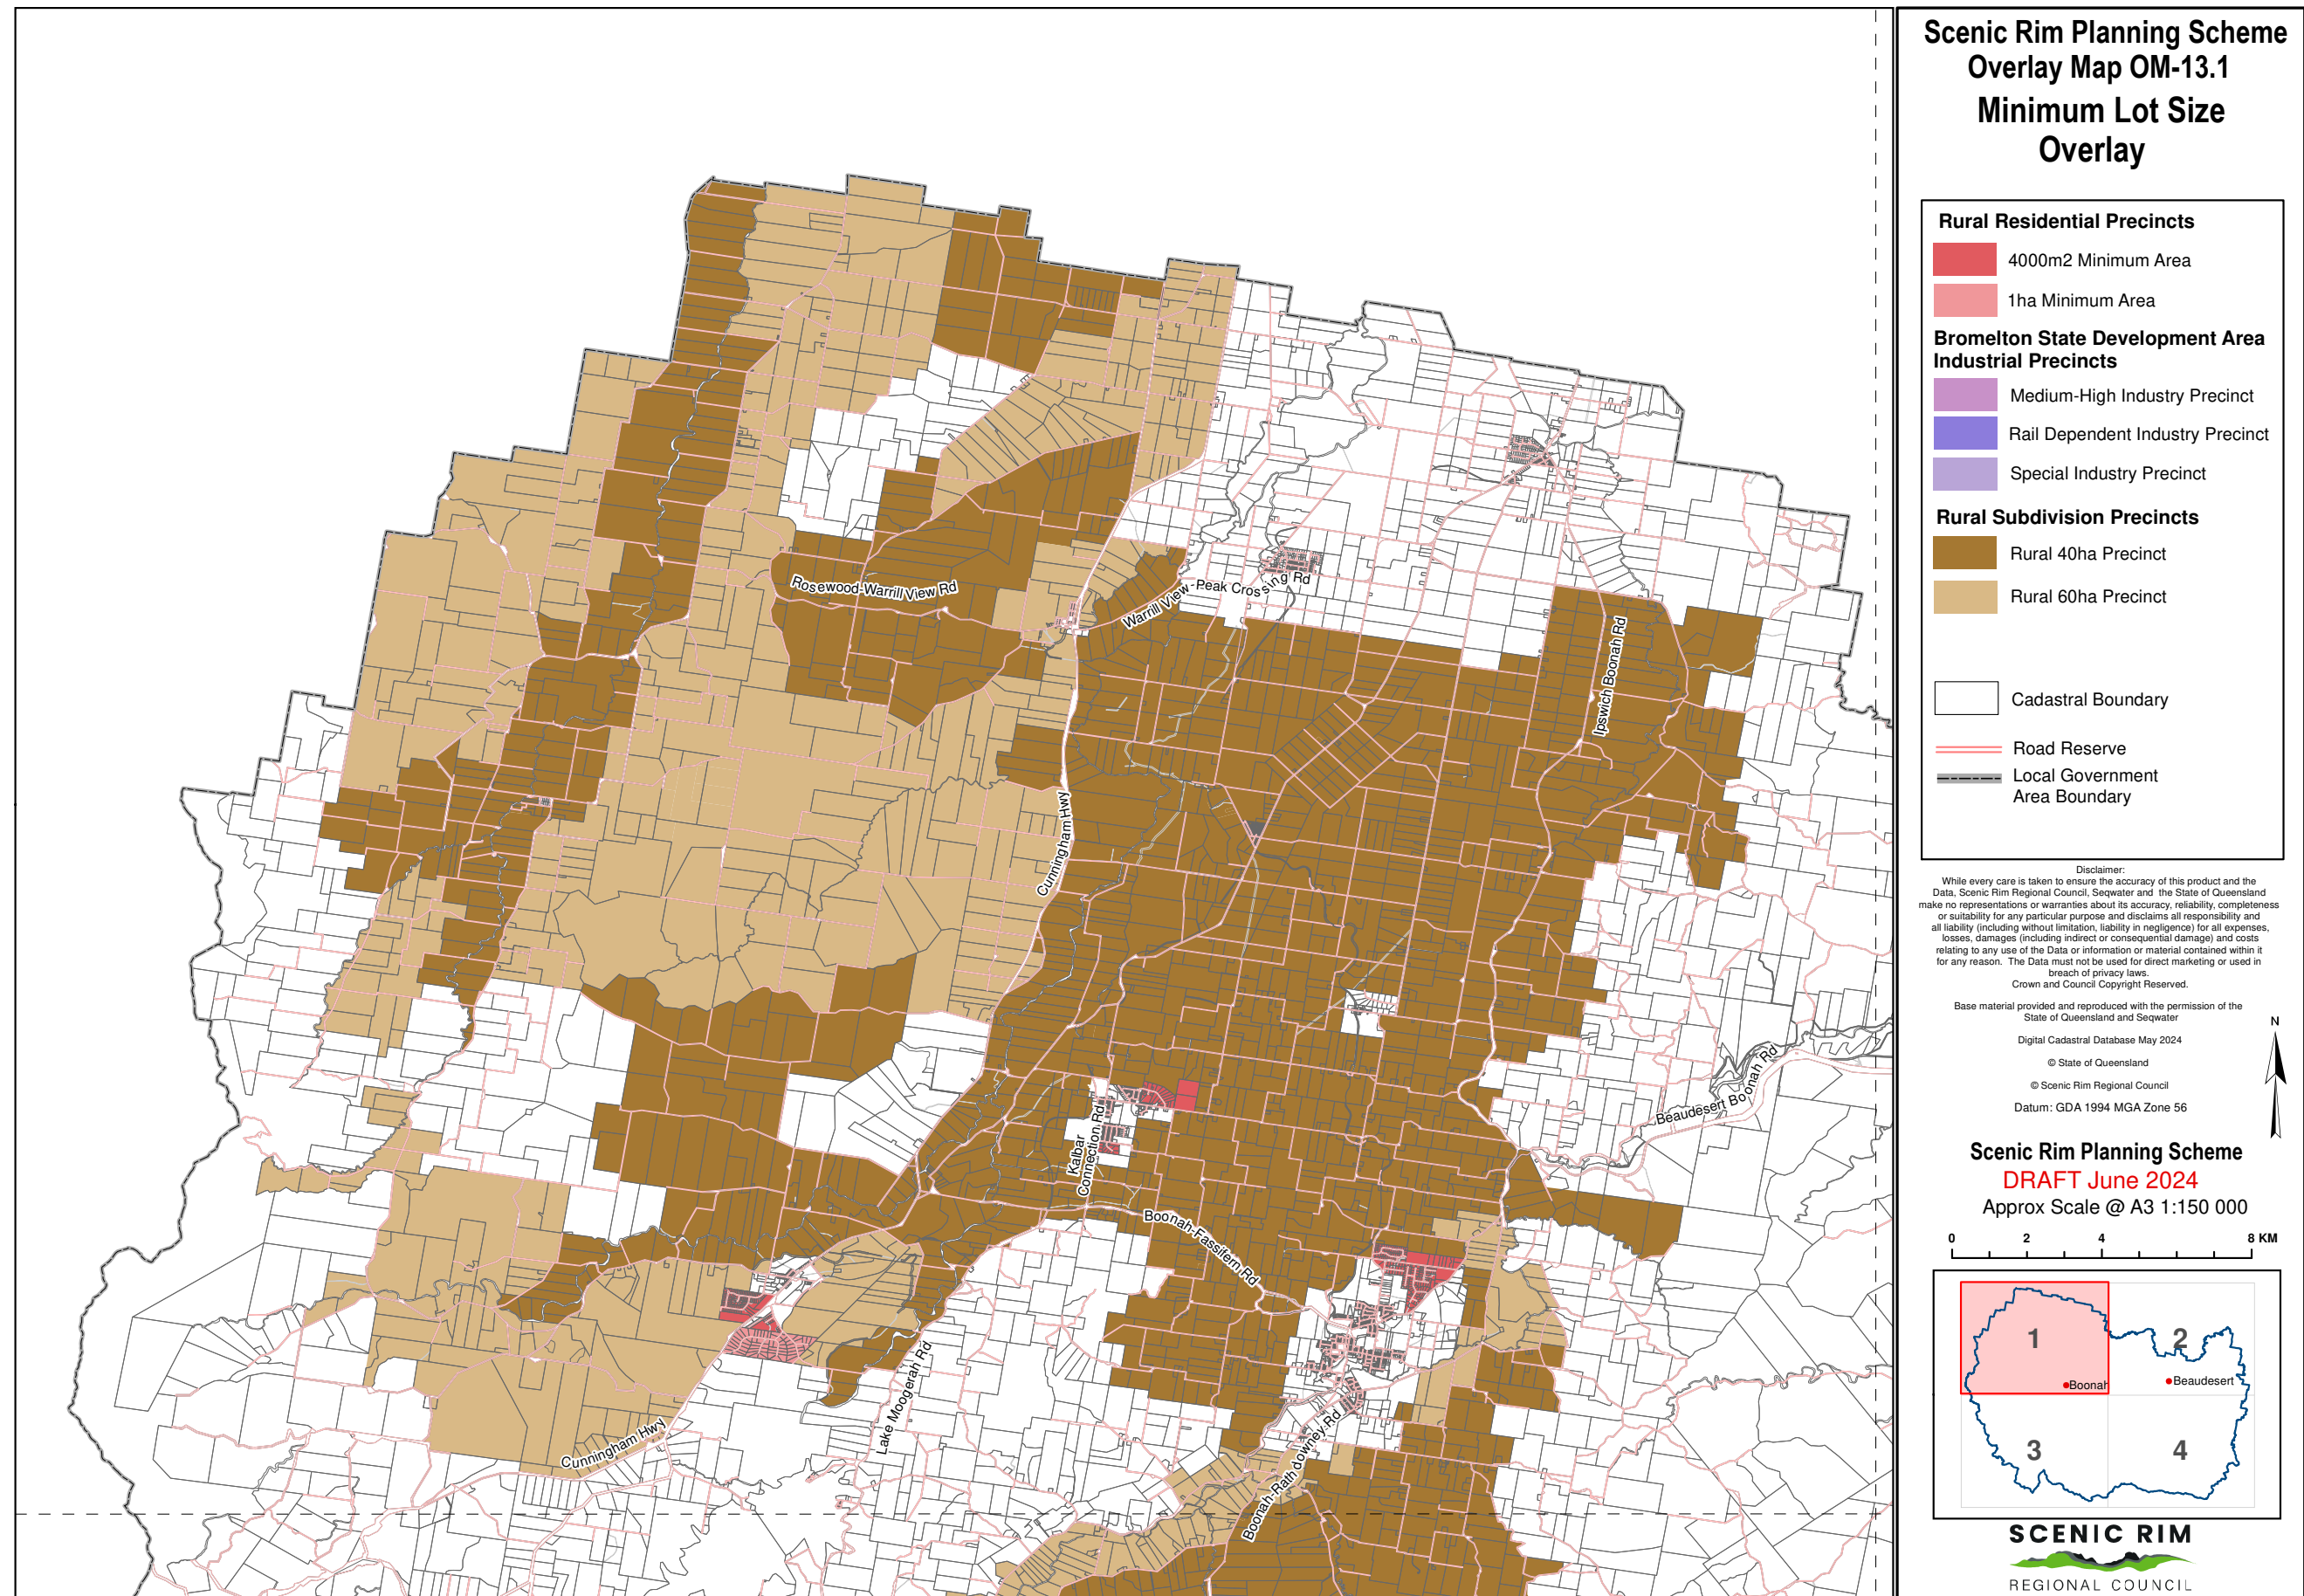 Scenic Rim Planning Scheme
Overlay Map OM-13.1
Minimum Lot Size
Overlay
Rural Residential Precincts
4000m2 Minimum Area
1ha Minimum Area
Bromelton State Development Area
Industrial Precincts
Medium-High Industry Precinct
Rail Dependent Industry Precinct
Special Industry Precinct
Rural Subdivision Precincts
Rural 40ha Precinct
Rural 60ha Precinct
Cadastral Boundary
Road Reserve
Local Government
Area Boundary
Disclaimer:
While every care is taken to ensure the accuracy of this product and the
Data, Scenic Rim Regional Council, Seqwater and the State of Queensland
make no representations or warranties about its accuracy, reliability, completeness
or suitability for any particular purpose and disclaims all responsibility and
all liability (including without limitation, liability in negligence) for all expenses,
losses, damages (including indirect or consequential damage) and costs
relating to any use of the Data or information or material contained within it
for any reason. The Data must not be used for direct marketing or used in
breach of privacy laws.
Crown and Council Copyright Reserved.
Base material provided and reproduced with the permission of the
State of Queensland and Seqwater
Digital Cadastral Database May 2024
© State of Queensland
© Scenic Rim Regional Council
Datum: GDA 1994 MGA Zone 56
N
Scenic Rim Planning Scheme
DRAFT June 2024
Approx Scale @ A3 1:150 000
0 2 4 8 KM
1
2
Boonah
Beaudesert
3
4
SCENIC RIM
REGIONAL COUNCIL
Rosewood-Warrill View Rd
Warrill View-Peak Crossing Rd
Ipswich Boonah Rd
Cunningham Hwy
Beaudesert Boonah Rd
Kalbar
Connection Rd
Boonah-Fassifern Rd
Lake Moogerah Rd
Cunningham Hwy
Boonah-Rathdowney-Rd